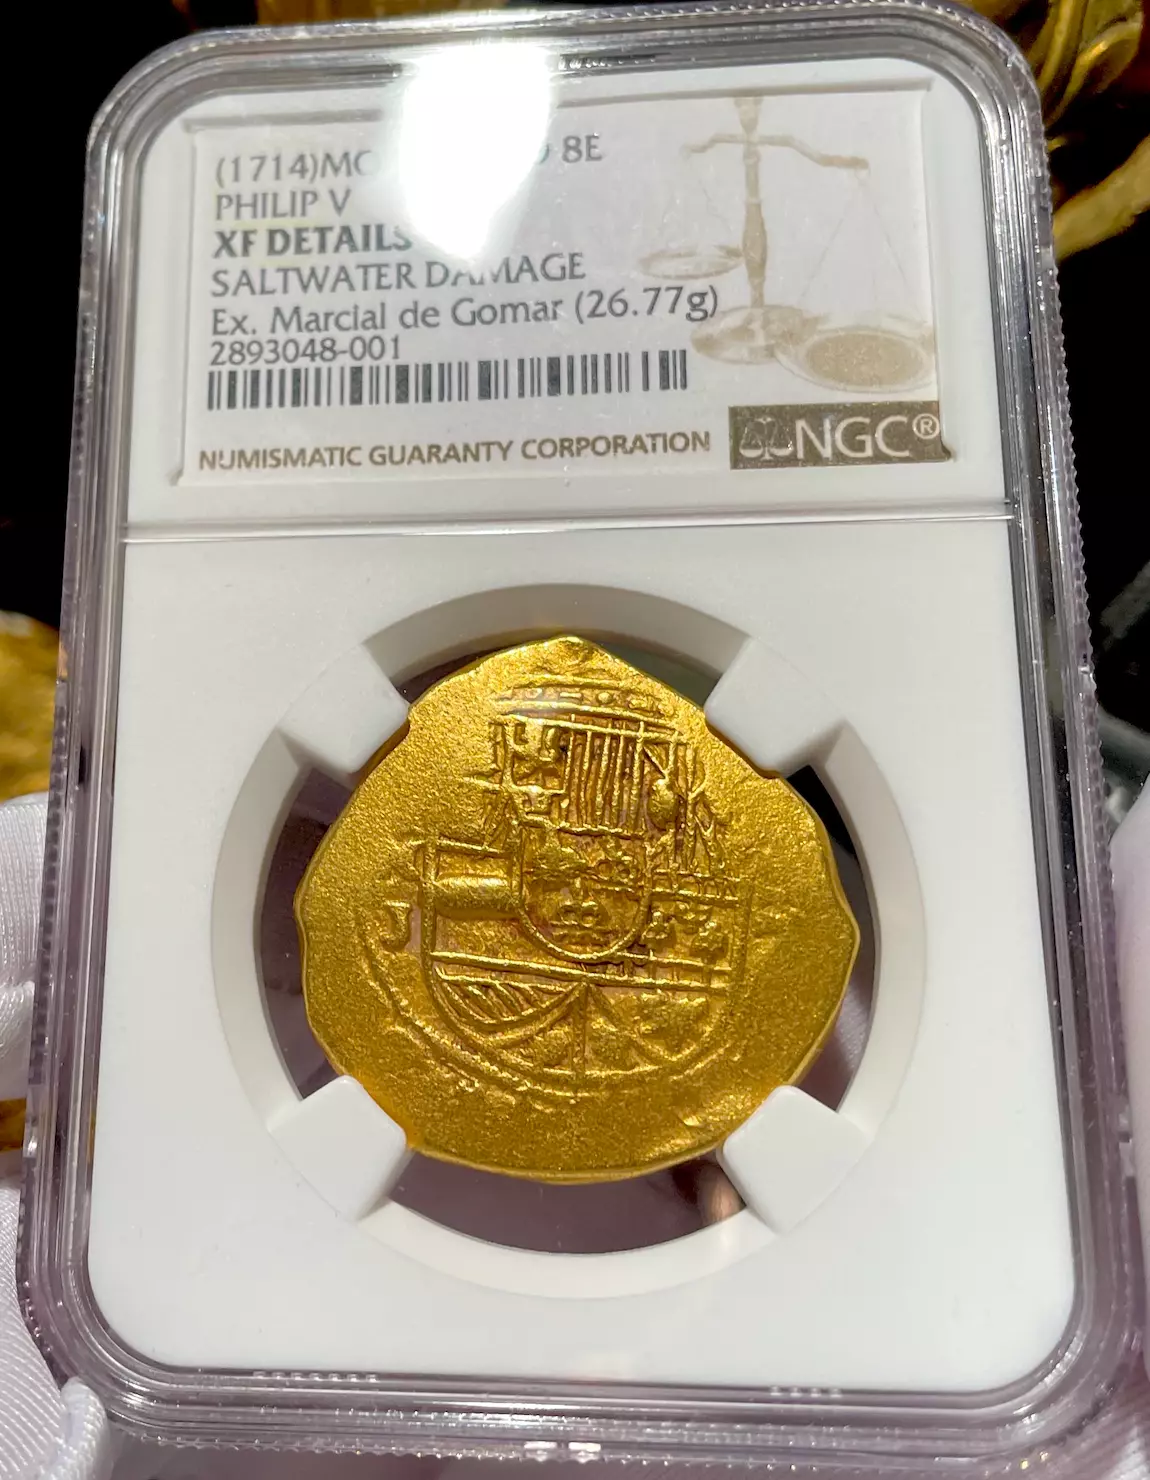 (1714)MO 8E
PHILIP V
XF DETAILS
SALTWATER DAMAGE
Ex. Marcial de Gomar (26.77g)
2893048-001
NUMISMATIC GUARANTY CORPORATION
NGC®
J